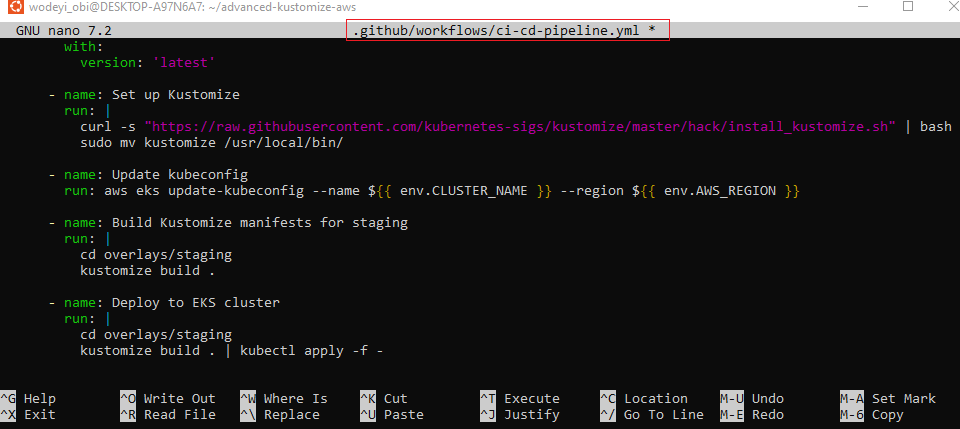 wodeyi_obi@DESKTOP-A97N6A7: ~/advanced-kustomize-aws
GNU nano 7.2 .github/workflows/ci-cd-pipeline.yml *
with:
version: 'latest'
- name: Set up Kustomize
run: |
curl -s "https://raw.githubusercontent.com/kubernetes-sigs/kustomize/master/hack/install_kustomize.sh" | bash
sudo mv kustomize /usr/local/bin/
- name: Update kubeconfig
run: aws eks update-kubeconfig --name ${{ env.CLUSTER_NAME }} --region ${{ env.AWS_REGION }}
- name: Build Kustomize manifests for staging
run: |
cd overlays/staging
kustomize build .
- name: Deploy to EKS cluster
run: |
cd overlays/staging
kustomize build . | kubectl apply -f -
^G Help ^O Write Out ^W Where Is ^K Cut ^T Execute ^C Location M-U Undo M-A Set Mark
^X Exit ^R Read File ^\ Replace ^U Paste ^J Justify ^/ Go To Line M-E Redo M-6 Copy